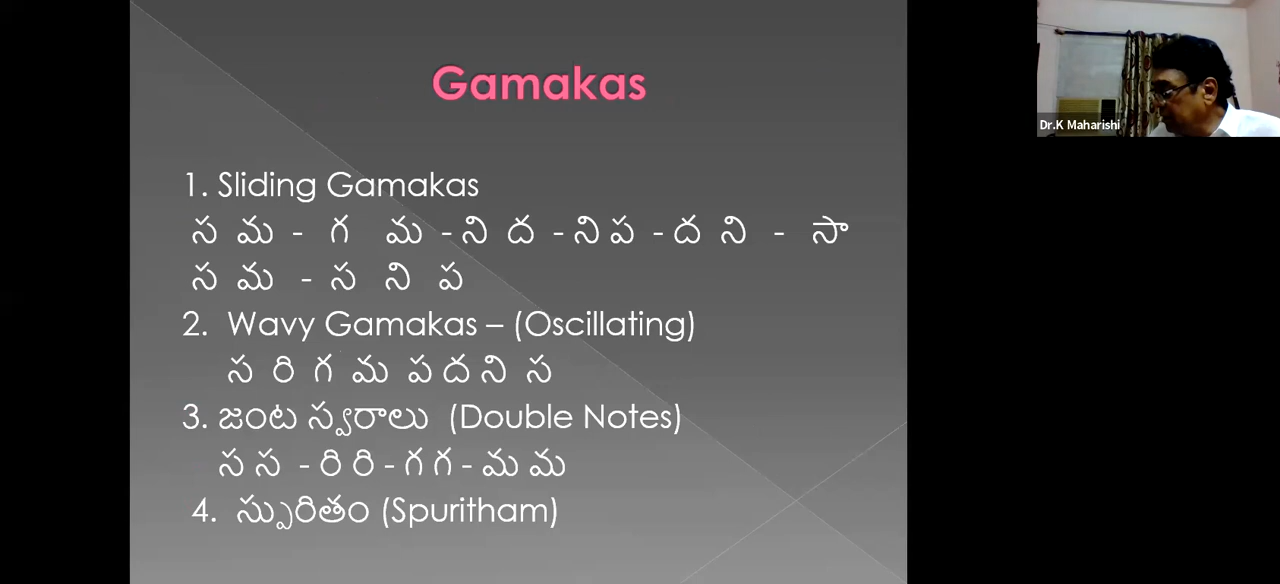 Gamakas
Dr.K Maharishi
1. Sliding Gamakas
స మ - గ మ - ని ద - ని ప - ద ని - సా
స మ - స ని ప
2. Wavy Gamakas – (Oscillating)
స రి గ మ ప ద ని స
3. జంట స్వరాలు (Double Notes)
స స - రి రి - గ గ - మ మ
4. స్పురితం (Spuritham)